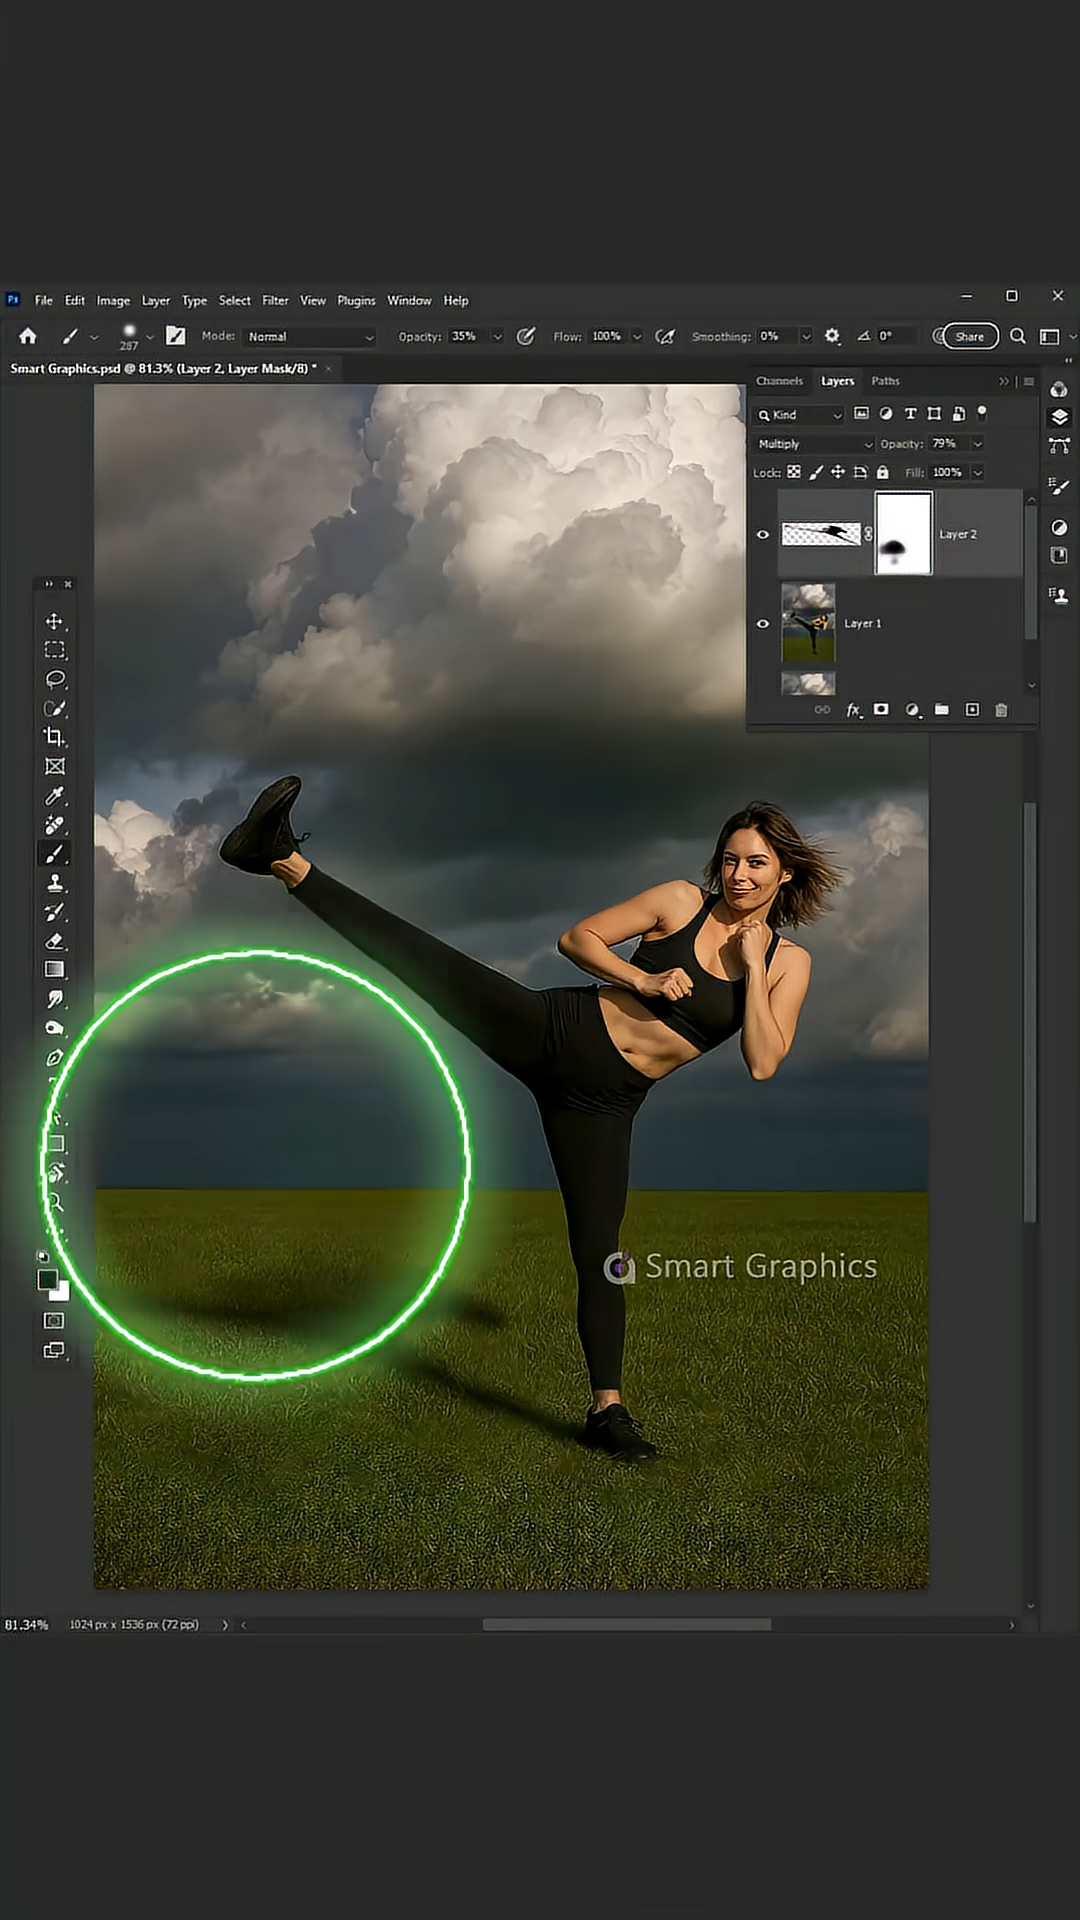 Ps File Edit Image Layer Type Select Filter View Plugins Window Help
287 Mode: Normal Opacity: 35% Flow: 100% Smoothing: 0% 0° Share
Smart Graphics.psd @ 81.3% (Layer 2, Layer Mask/8) * ×
Channels Layers Paths
Kind
Multiply Opacity: 79%
Lock: Fill: 100%
Layer 2
Layer 1
fx
Smart Graphics
81.34% 1024 px x 1536 px (72 ppi)